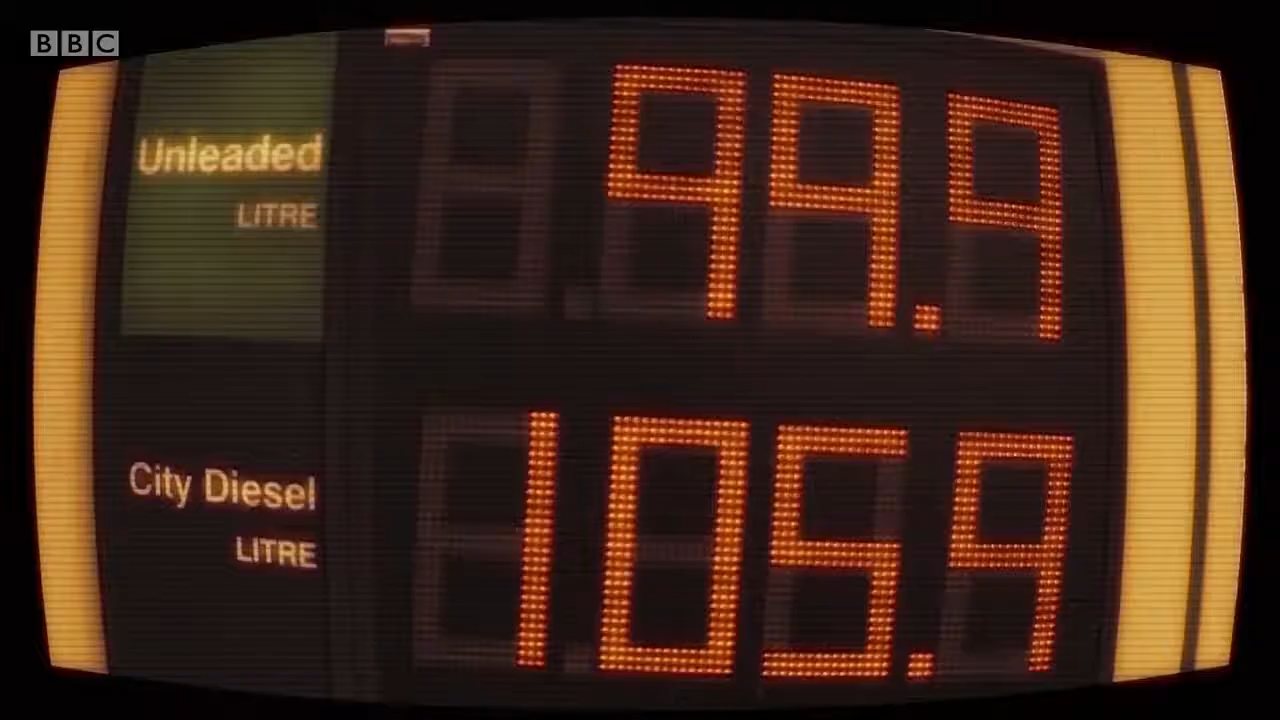 BBC
Unleaded
LITRE
99.9
City Diesel
LITRE
105.9